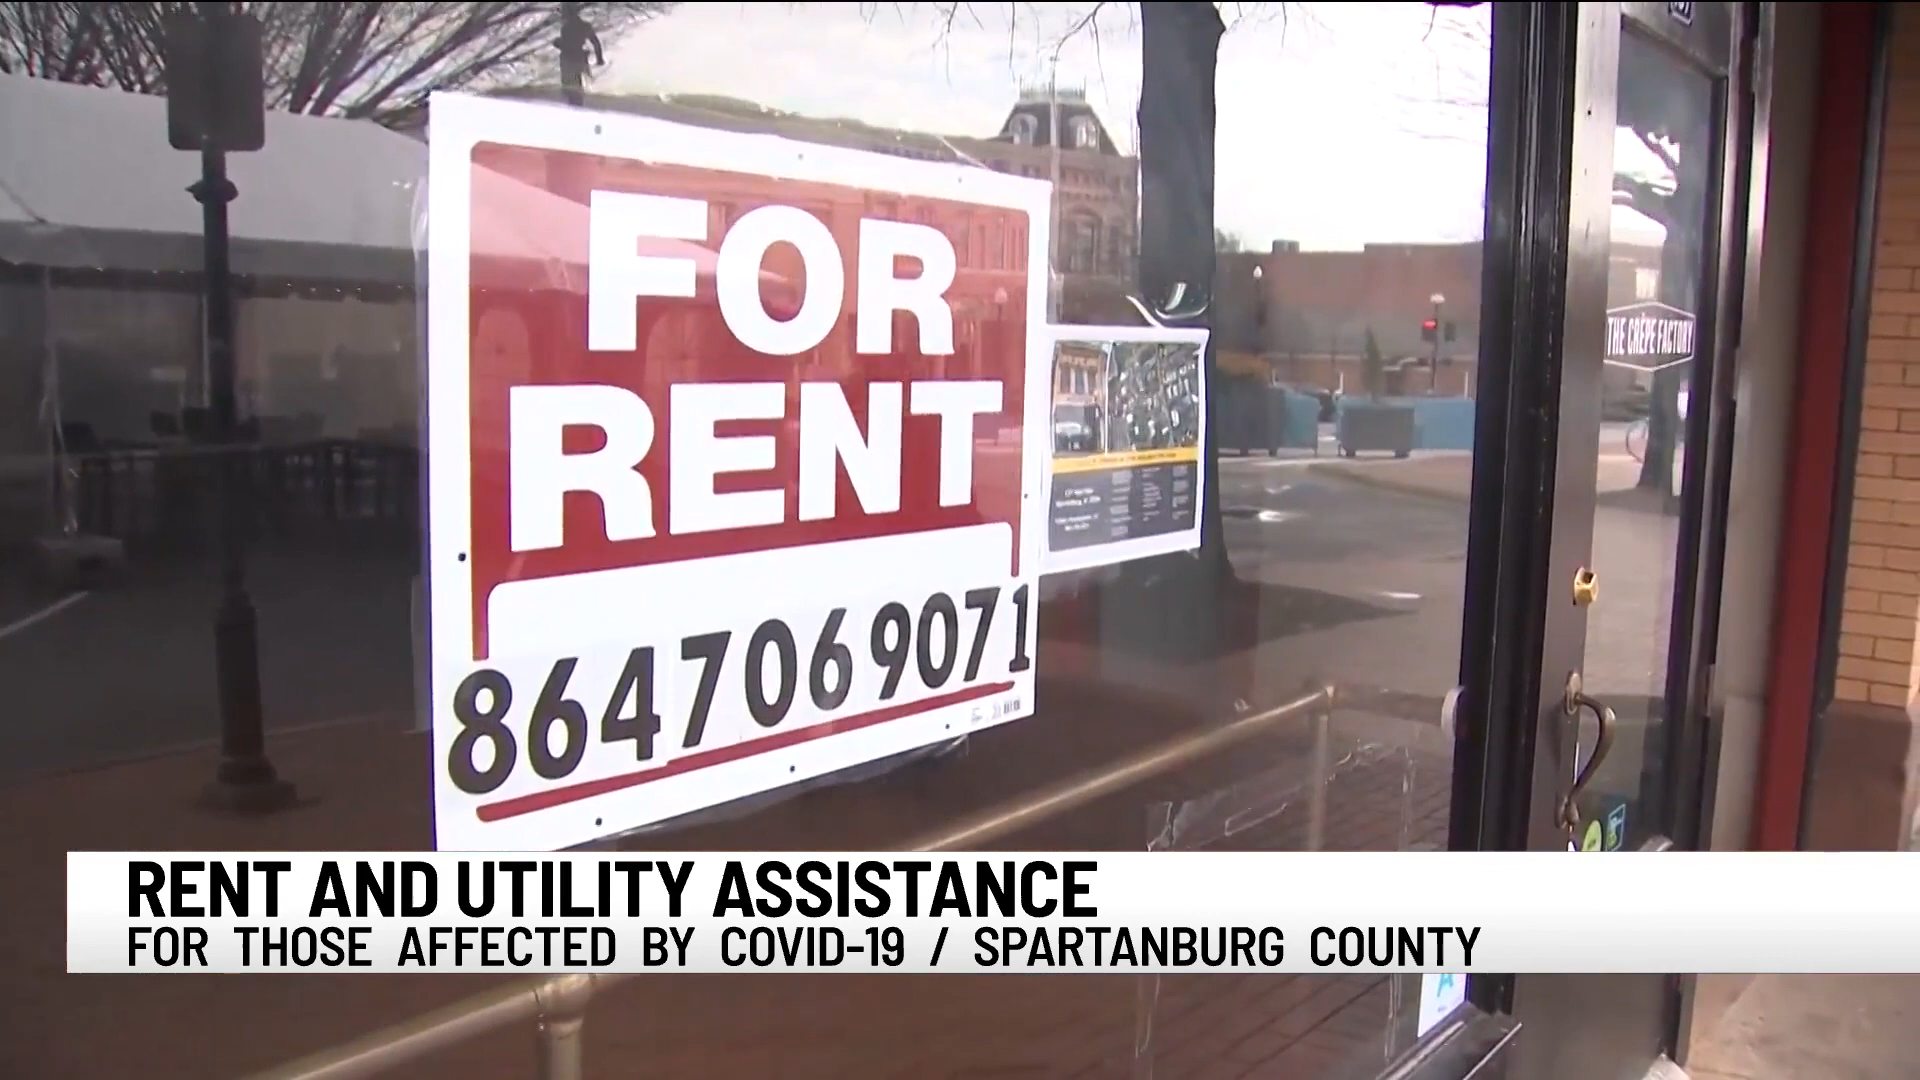 FOR
RENT
8647069071
THE CRÊPE FACTORY
RENT AND UTILITY ASSISTANCE
FOR THOSE AFFECTED BY COVID-19 / SPARTANBURG COUNTY
A